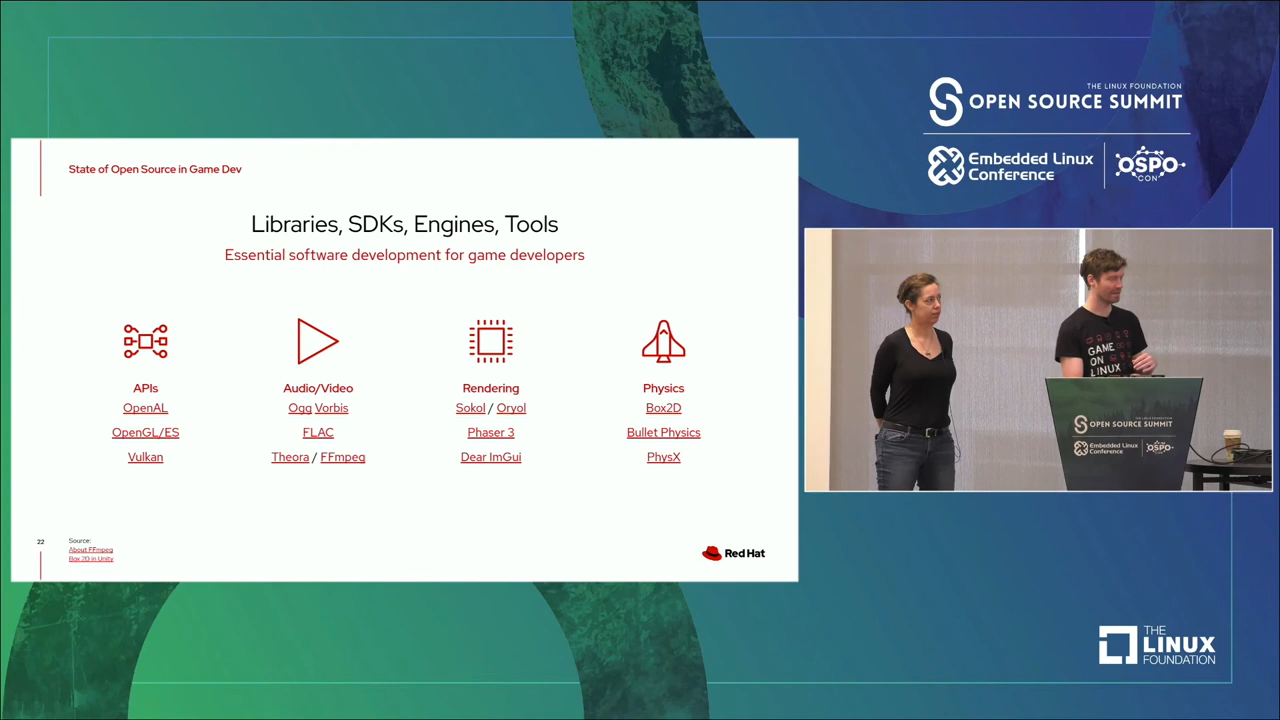 State of Open Source in Game Dev
Libraries, SDKs, Engines, Tools
Essential software development for game developers
APIs
OpenAL
OpenGL/ES
Vulkan
Audio/Video
Ogg Vorbis
FLAC
Theora / FFmpeg
Rendering
Sokol / Oryol
Phaser 3
Dear ImGui
Physics
Box2D
Bullet Physics
PhysX
22
Source:
About FFmpeg
Box 2D in Unity
Red Hat
THE LINUX FOUNDATION
OPEN SOURCE SUMMIT
Embedded Linux
Conference
OSPO
CON
GAME
ON
LINUX
OPEN SOURCE SUMMIT
Embedded Linux
Conference
OSPO
CON
THE
LINUX
FOUNDATION